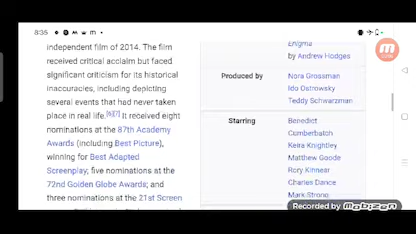 8:35
independent film of 2014. The film
received critical acclaim but faced
significant criticism for its historical
inaccuracies, including depicting
several events that had never taken
place in real life.[6][7] It received eight
nominations at the 87th Academy
Awards (including Best Picture),
winning for Best Adapted
Screenplay; five nominations at the
72nd Golden Globe Awards; and
three nominations at the 21st Screen
Enigma
by Andrew Hodges
Produced by
Nora Grossman
Ido Ostrowsky
Teddy Schwarzman
Starring
Benedict
Cumberbatch
Keira Knightley
Matthew Goode
Rory Kinnear
Charles Dance
Mark Strong
Recorded by Mobizen